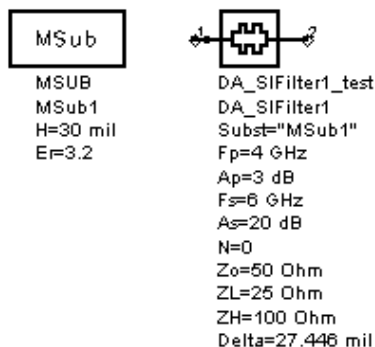 MSub
MSUB
MSub1
H=30 mil
Er=3.2
1
2
DA_SIFilter1_test
DA_SIFilter1
Subst="MSub1"
Fp=4 GHz
Ap=3 dB
Fs=6 GHz
As=20 dB
N=0
Zo=50 Ohm
ZL=25 Ohm
ZH=100 Ohm
Delta=27.446 mil